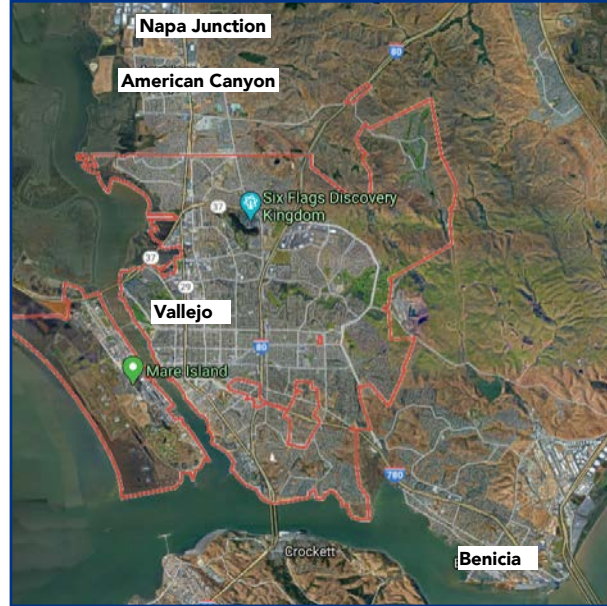 Napa Junction
80
American Canyon
Six Flags Discovery
Kingdom
37
37
29
Vallejo
80
Mare Island
780
Crockett
Benicia